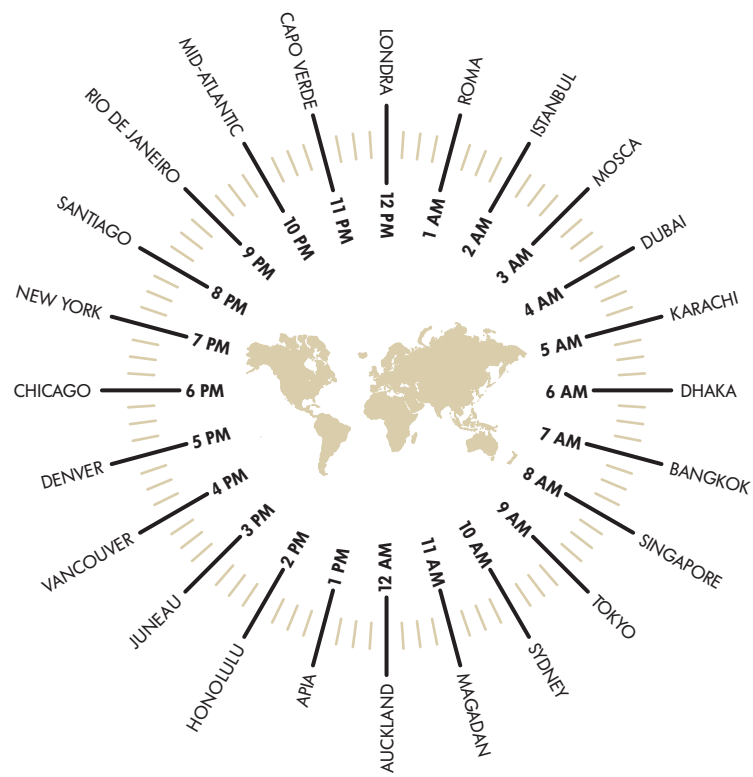 LONDRA
12 PM
ROMA
1 AM
ISTANBUL
2 AM
MOSCA
3 AM
DUBAI
4 AM
KARACHI
5 AM
DHAKA
6 AM
BANGKOK
7 AM
SINGAPORE
8 AM
TOKYO
9 AM
SYDNEY
10 AM
MAGADAN
11 AM
AUCKLAND
12 AM
APIA
1 PM
HONOLULU
2 PM
JUNEAU
3 PM
VANCOUVER
4 PM
DENVER
5 PM
CHICAGO
6 PM
NEW YORK
7 PM
SANTIAGO
8 PM
RIO DE JANEIRO
9 PM
MID-ATLANTIC
10 PM
CAPO VERDE
11 PM